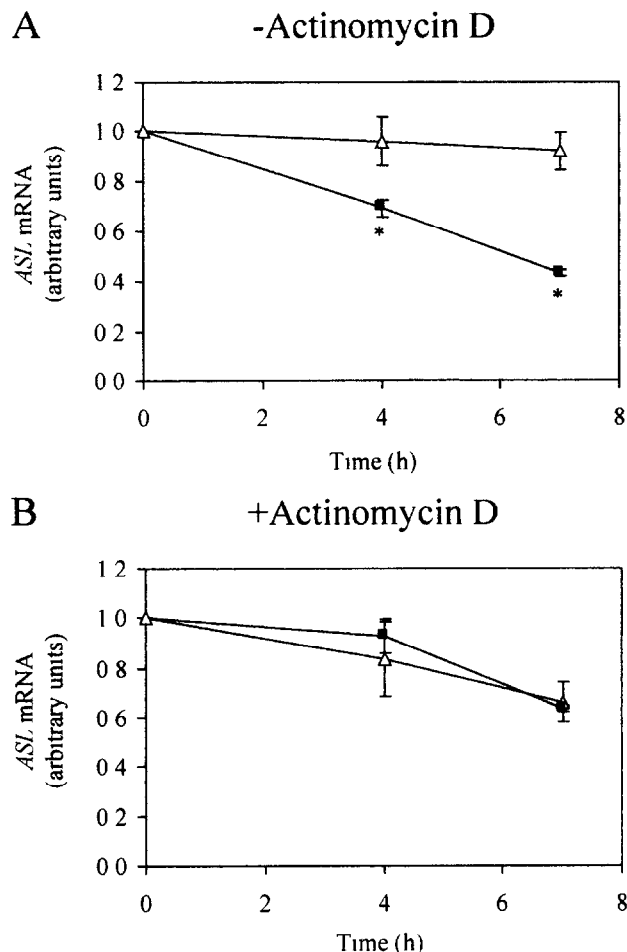 A
-Actinomycin D
ASL mRNA
(arbitrary units)
1 2
1 0
0 8
0 6
0 4
0 2
0 0
*
*
0
2
4
6
8
Time (h)
B
+Actinomycin D
ASL mRNA
(arbitrary units)
1 2
1 0
0 8
0 6
0 4
0 2
0 0
0
2
4
6
8
Time (h)